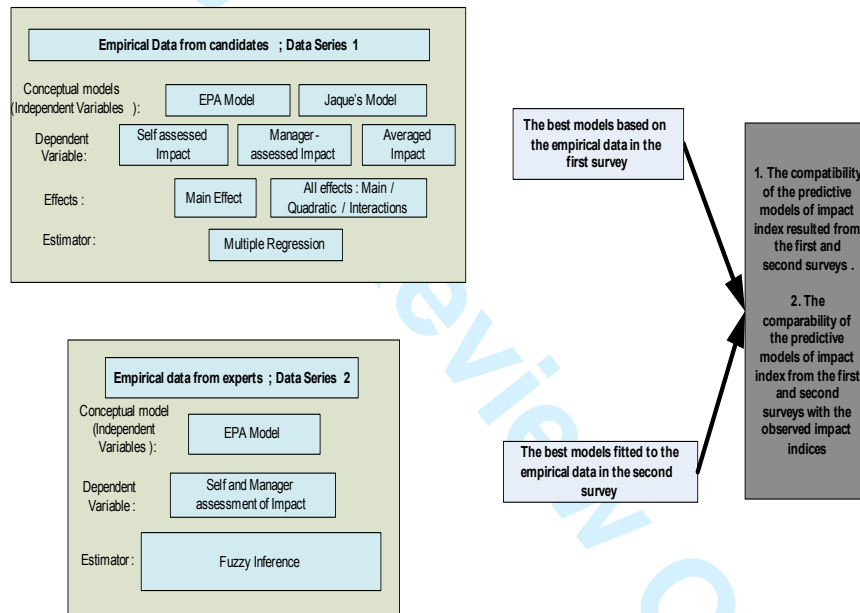 Empirical Data from candidates ; Data Series 1
Conceptual models
(Independent Variables ):
EPA Model
Jaque's Model
Dependent
Variable :
Self assessed
Impact
Manager -
assessed Impact
Averaged
Impact
Effects :
Main Effect
All effects : Main /
Quadratic / Interactions
Estimator :
Multiple Regression
Empirical data from experts ; Data Series 2
Conceptual model
(Independent
Variables ):
EPA Model
Dependent
Variable :
Self and Manager
assessment of Impact
Estimator :
Fuzzy Inference
The best models based on
the empirical data in the
first survey
The best models fitted to the
empirical data in the second
survey
1. The compatibility
of the predictive
models of impact
index resulted from
the first and
second surveys .
2. The
comparability of
the predictive
models of impact
index from the first
and second
surveys with the
observed impact
indices